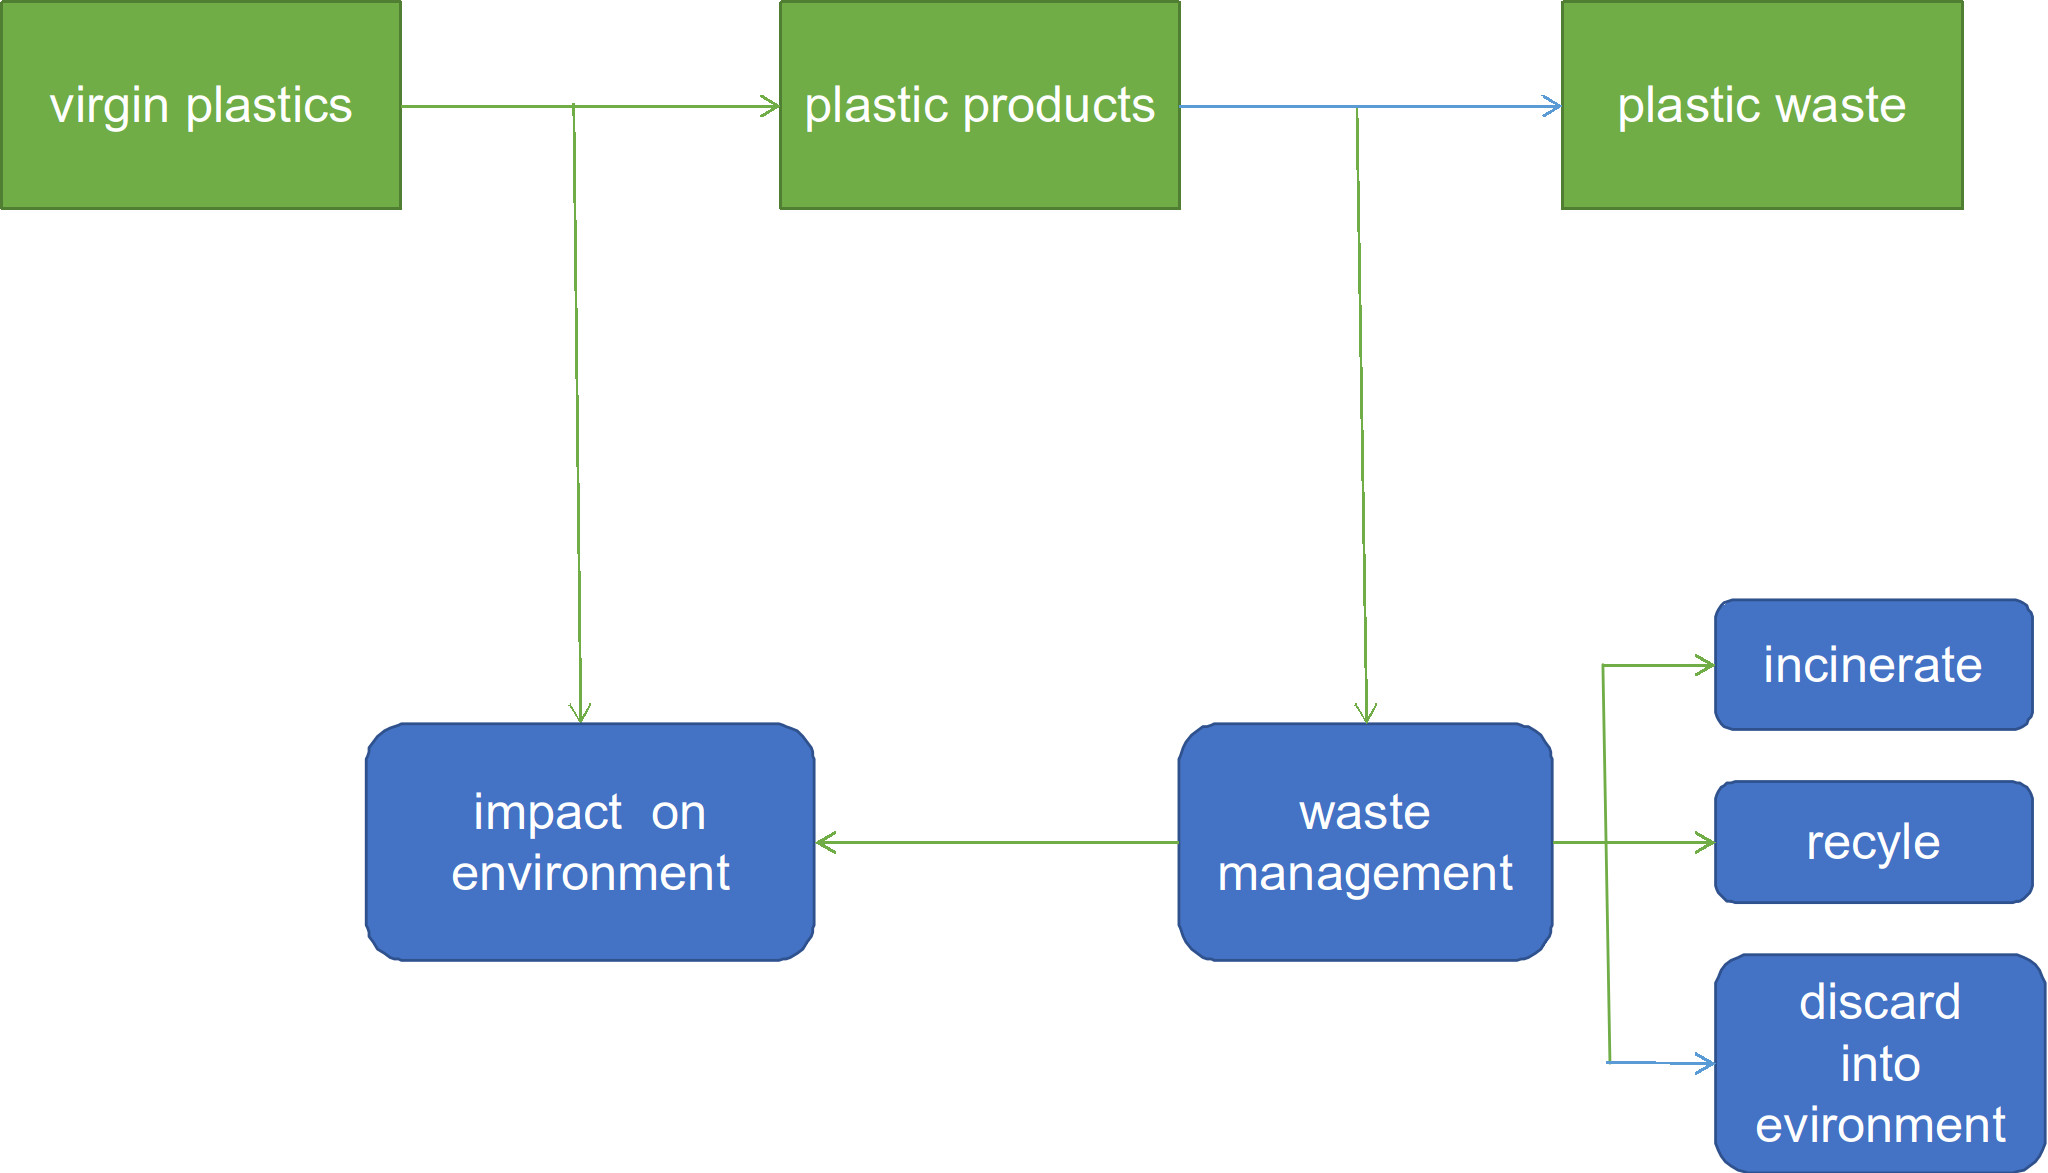 virgin plastics
plastic products
plastic waste
impact on
environment
waste
management
incinerate
recyle
discard
into
evironment